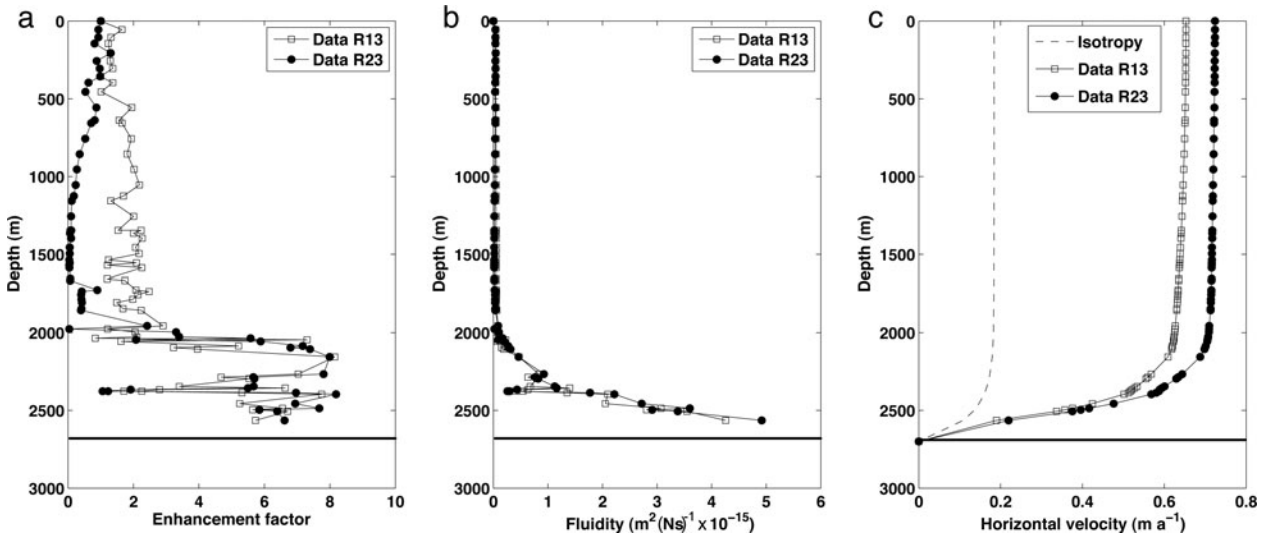 a
0
500
1000
1500
2000
2500
3000
Depth (m)
0
2
4
6
8
10
Enhancement factor
Data R13
Data R23
b
0
500
1000
1500
2000
2500
3000
Depth (m)
0
1
2
3
4
5
6
Fluidity (m² (Ns)⁻¹ x 10⁻¹⁵)
Data R13
Data R23
c
0
500
1000
1500
2000
2500
3000
Depth (m)
0
0.2
0.4
0.6
0.8
Horizontal velocity (m a⁻¹)
Isotropy
Data R13
Data R23